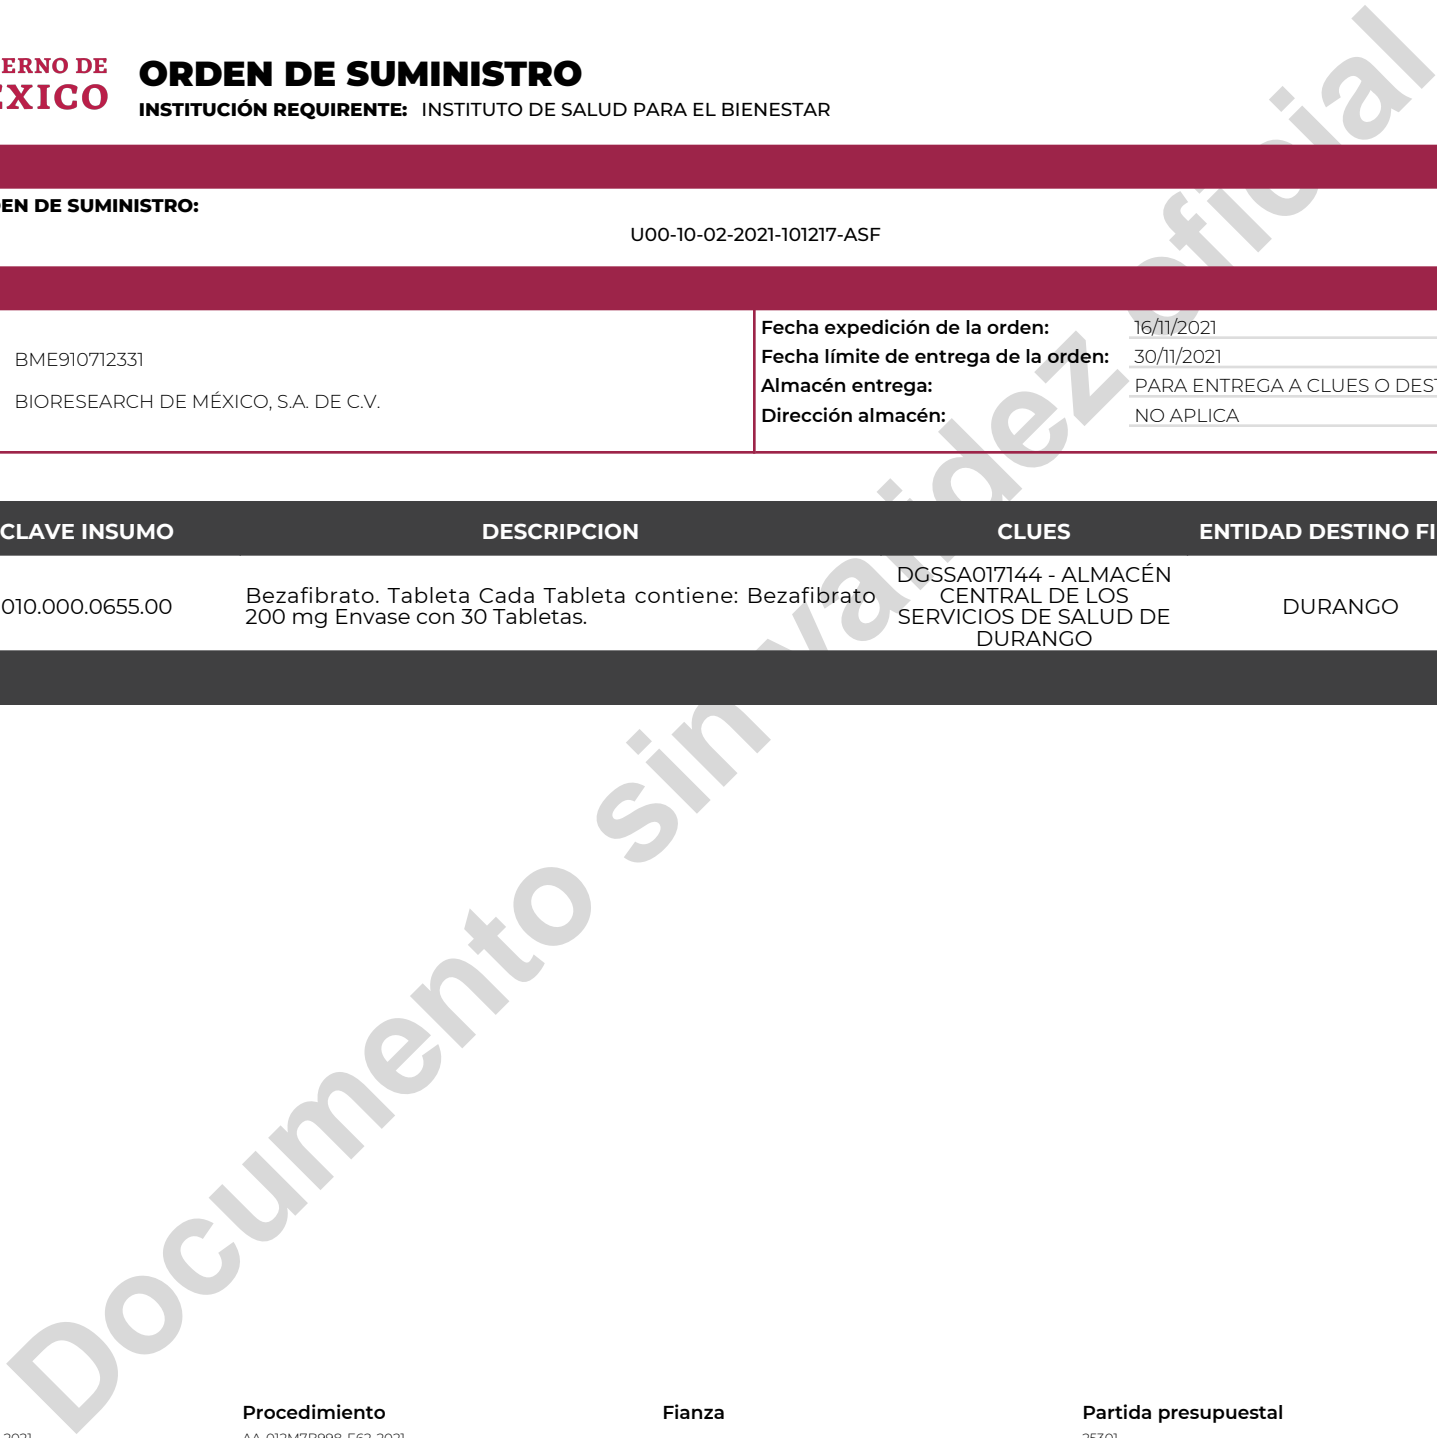 ERNO DE
ÉXICO
ORDEN DE SUMINISTRO
INSTITUCIÓN REQUIRENTE: INSTITUTO DE SALUD PARA EL BIENESTAR
EN DE SUMINISTRO:
U00-10-02-2021-101217-ASF
BME910712331
BIORESEARCH DE MÉXICO, S.A. DE C.V.
Fecha expedición de la orden: 16/11/2021
Fecha límite de entrega de la orden: 30/11/2021
Almacén entrega: PARA ENTREGA A CLUES O DEST
Dirección almacén: NO APLICA
CLAVE INSUMO DESCRIPCION CLUES ENTIDAD DESTINO FI
010.000.0655.00
Bezafibrato. Tableta Cada Tableta contiene: Bezafibrato
200 mg Envase con 30 Tabletas.
DGSSA017144 - ALMACÉN
CENTRAL DE LOS
SERVICIOS DE SALUD DE
DURANGO
DURANGO
Documento sin validez oficial
Procedimiento Fianza Partida presupuestal